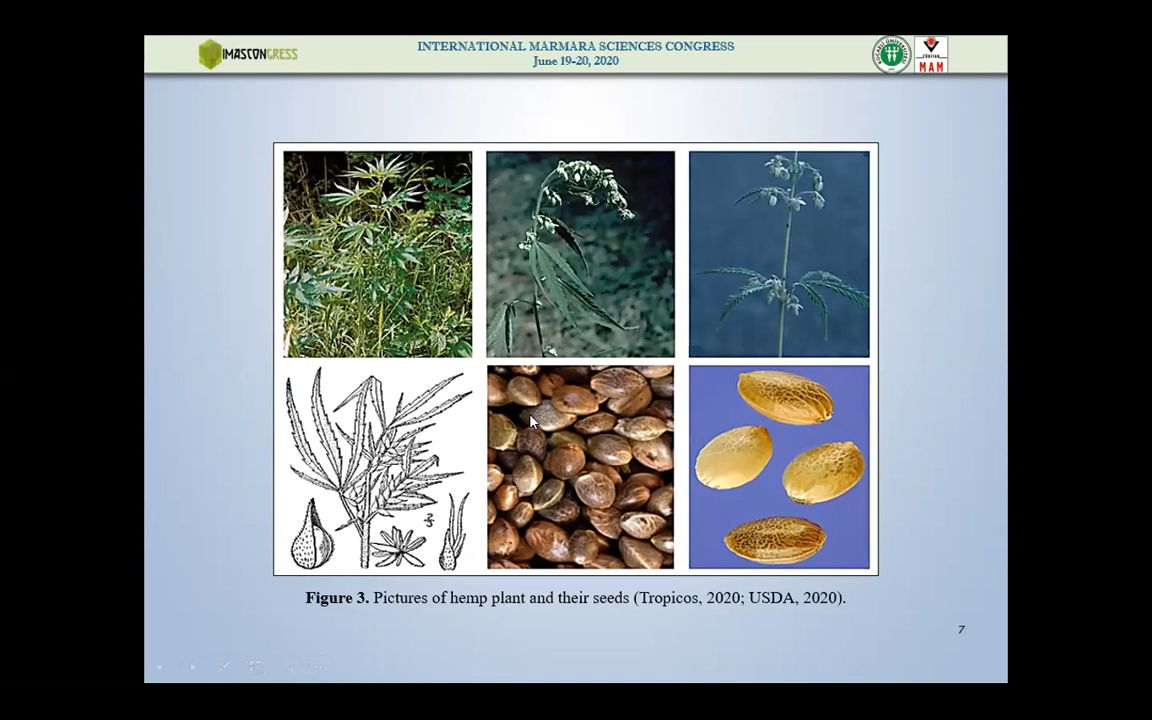 IMASCONGRESS
INTERNATIONAL MARMARA SCIENCES CONGRESS
June 19-20, 2020
MAM
Figure 3. Pictures of hemp plant and their seeds (Tropicos, 2020; USDA, 2020).
7